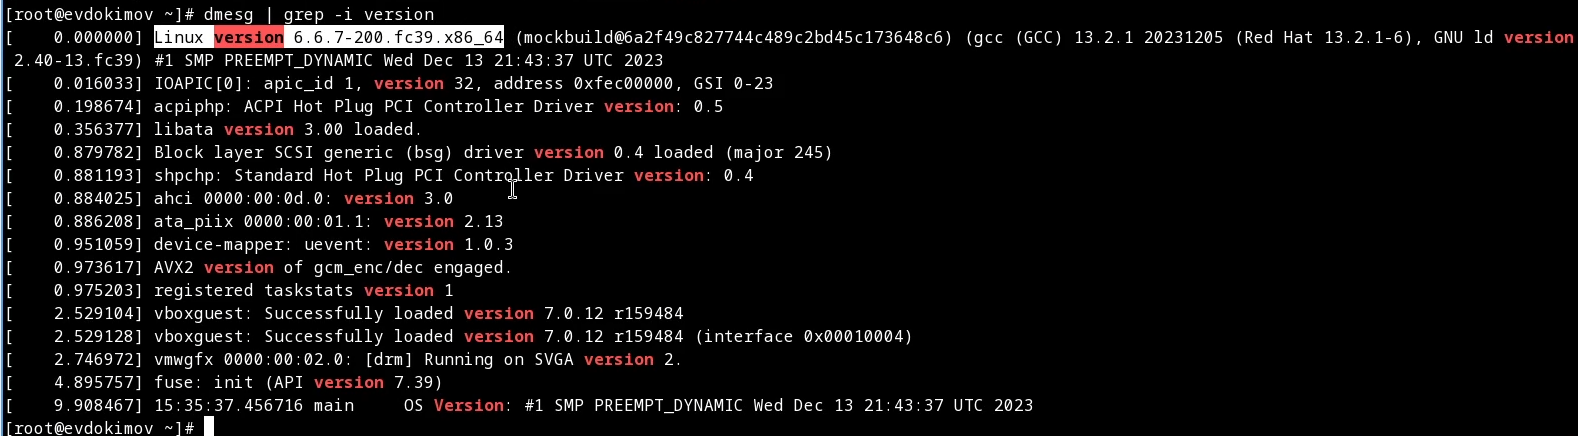 [root@evdokimov ~]# dmesg | grep -i version
[    0.000000] Linux version 6.6.7-200.fc39.x86_64 (mockbuild@6a2f49c827744c489c2bd45c173648c6) (gcc (GCC) 13.2.1 20231205 (Red Hat 13.2.1-6), GNU ld version
 2.40-13.fc39) #1 SMP PREEMPT_DYNAMIC Wed Dec 13 21:43:37 UTC 2023
[    0.016033] IOAPIC[0]: apic_id 1, version 32, address 0xfec00000, GSI 0-23
[    0.198674] acpiphp: ACPI Hot Plug PCI Controller Driver version: 0.5
[    0.356377] libata version 3.00 loaded.
[    0.879782] Block layer SCSI generic (bsg) driver version 0.4 loaded (major 245)
[    0.881193] shpchp: Standard Hot Plug PCI Controller Driver version: 0.4
[    0.884025] ahci 0000:00:0d.0: version 3.0
[    0.886208] ata_piix 0000:00:01.1: version 2.13
[    0.951059] device-mapper: uevent: version 1.0.3
[    0.973617] AVX2 version of gcm_enc/dec engaged.
[    0.975203] registered taskstats version 1
[    2.529104] vboxguest: Successfully loaded version 7.0.12 r159484
[    2.529128] vboxguest: Successfully loaded version 7.0.12 r159484 (interface 0x00010004)
[    2.746972] vmwgfx 0000:00:02.0: [drm] Running on SVGA version 2.
[    4.895757] fuse: init (API version 7.39)
[    9.908467] 15:35:37.456716 main     OS Version: #1 SMP PREEMPT_DYNAMIC Wed Dec 13 21:43:37 UTC 2023
[root@evdokimov ~]#